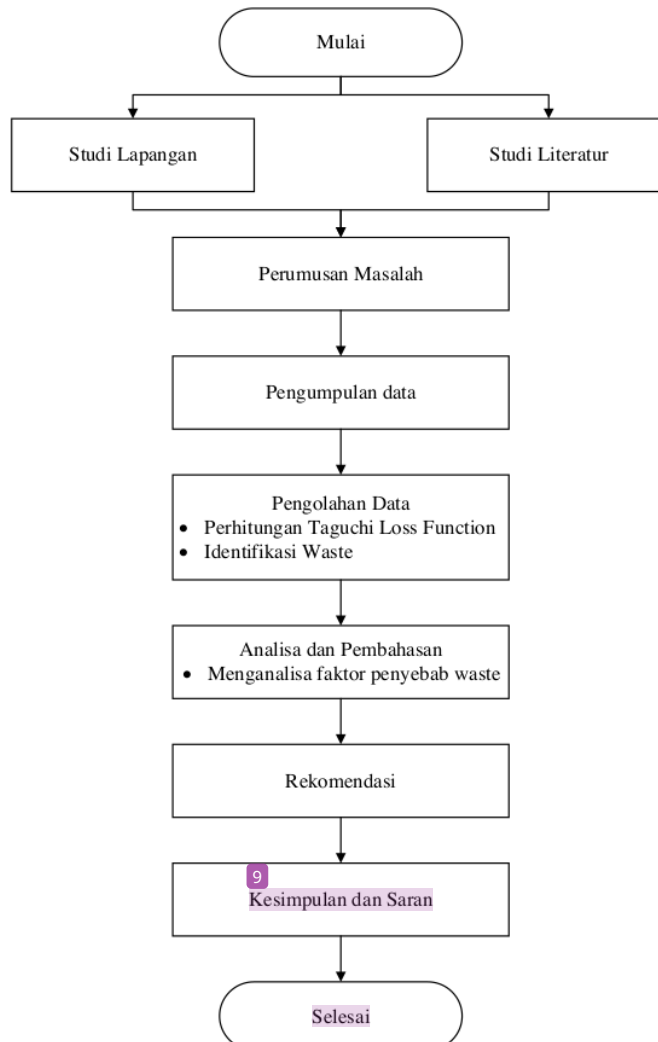 Mulai
Studi Lapangan
Studi Literatur
Perumusan Masalah
Pengumpulan data
Pengolahan Data
• Perhitungan Taguchi Loss Function
• Identifikasi Waste
Analisa dan Pembahasan
• Menganalisa faktor penyebab waste
Rekomendasi
9
Kesimpulan dan Saran
Selesai